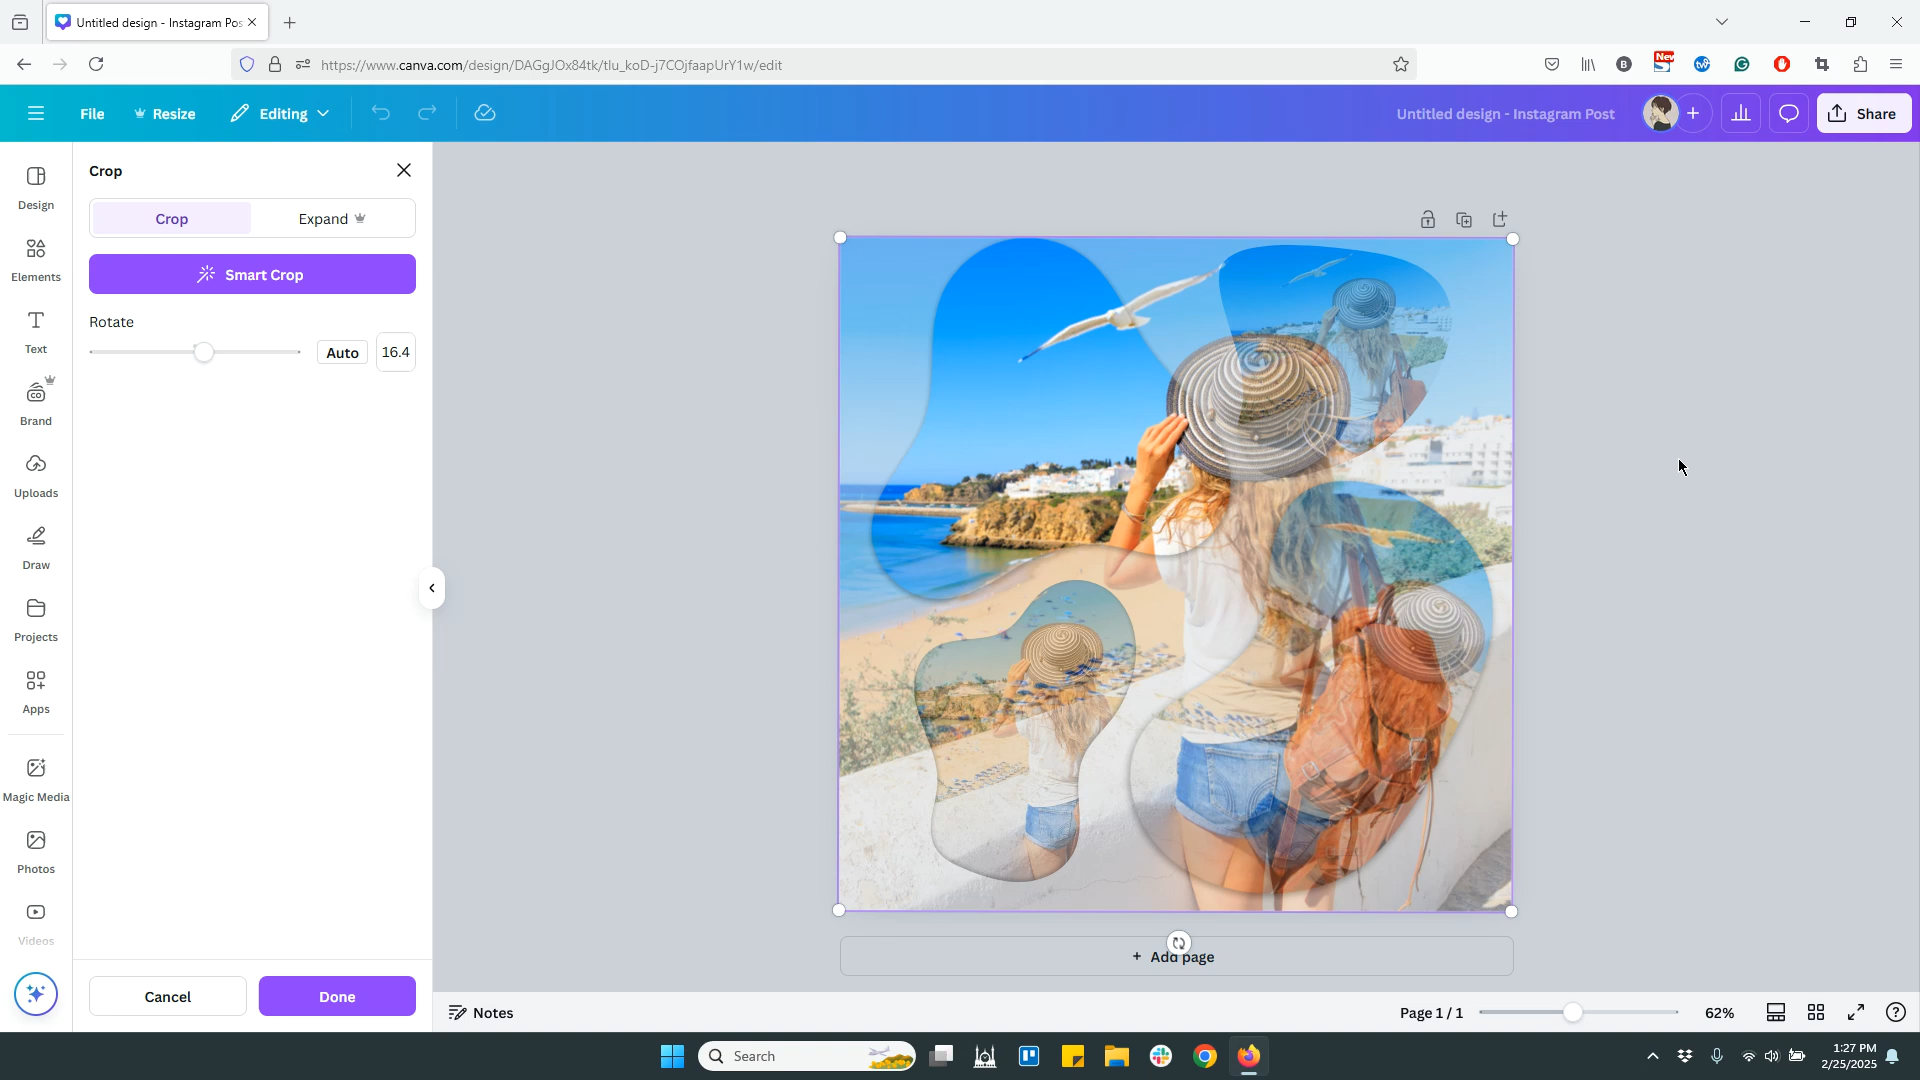 Untitled design - Instagram Pos
https://www.canva.com/design/DAGgJOx84tk/tlu_koD-j7COjfaapUrY1w/edit
New
File
Resize
Editing
Untitled design - Instagram Post
Share
Design
Elements
Text
Brand
Uploads
Draw
Projects
Apps
Magic Media
Photos
Videos
Crop
Crop
Expand
Smart Crop
Rotate
Auto
16.4
Cancel
Done
+ Add page
Notes
Page 1 / 1
62%
Search
1:27 PM
2/25/2025